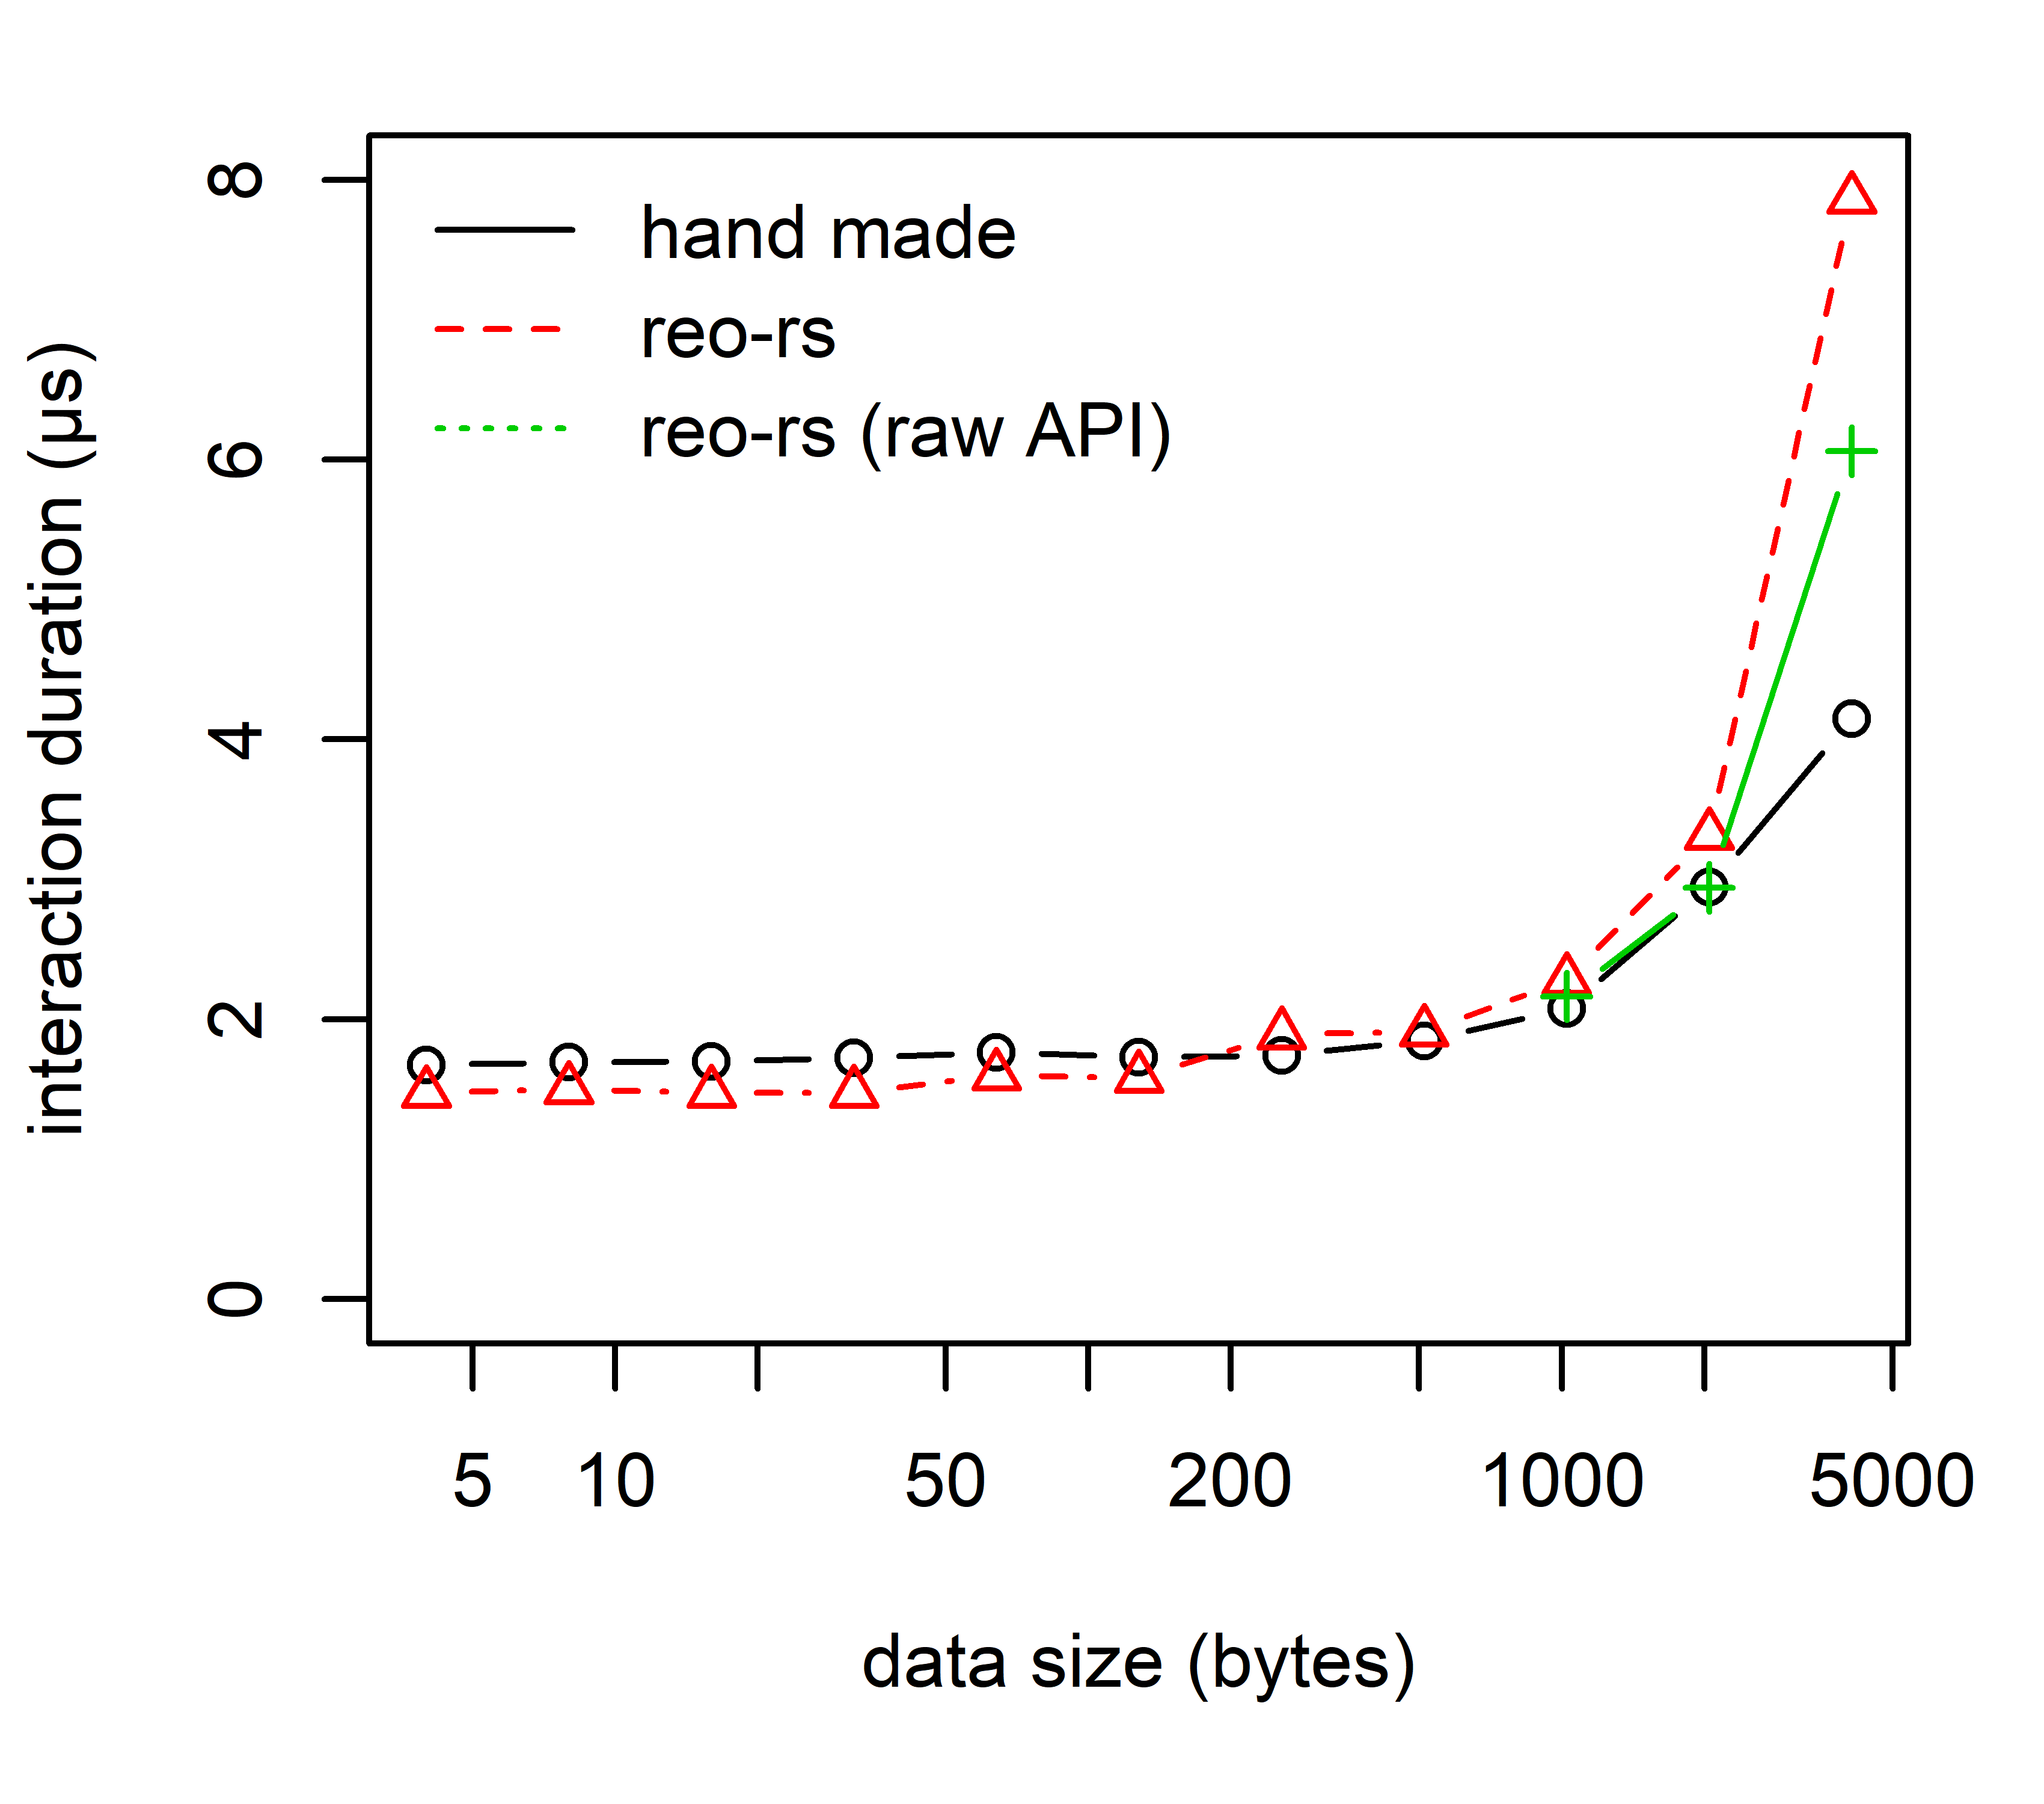 hand made
reo-rs
reo-rs (raw API)
interaction duration (µs)
8
6
4
2
0
5 10 50 200 1000 5000
data size (bytes)